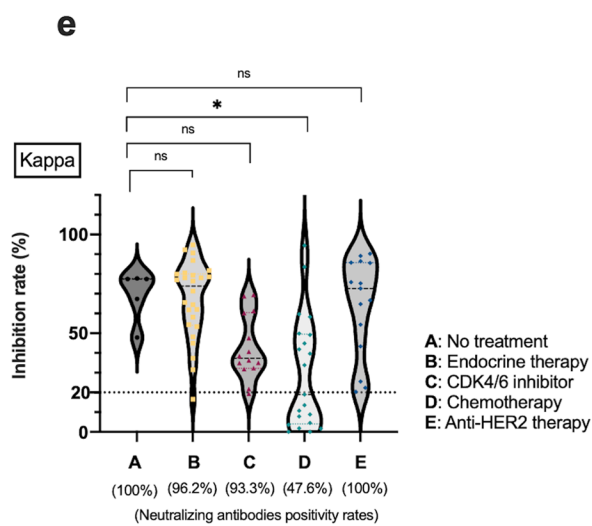 e
ns
*
ns
ns
Kappa
Inhibition rate (%)
100
50
20
0
A B C D E
(100%) (96.2%) (93.3%) (47.6%) (100%)
(Neutralizing antibodies positivity rates)
A: No treatment
B: Endocrine therapy
C: CDK4/6 inhibitor
D: Chemotherapy
E: Anti-HER2 therapy